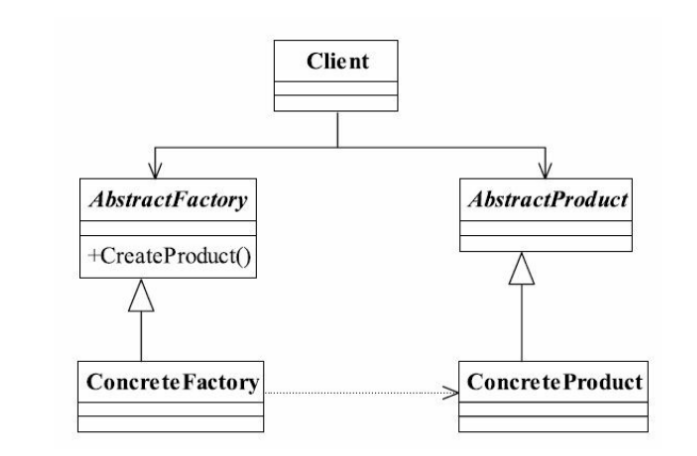 Client
AbstractFactory
AbstractProduct
+CreateProduct()
ConcreteFactory
ConcreteProduct